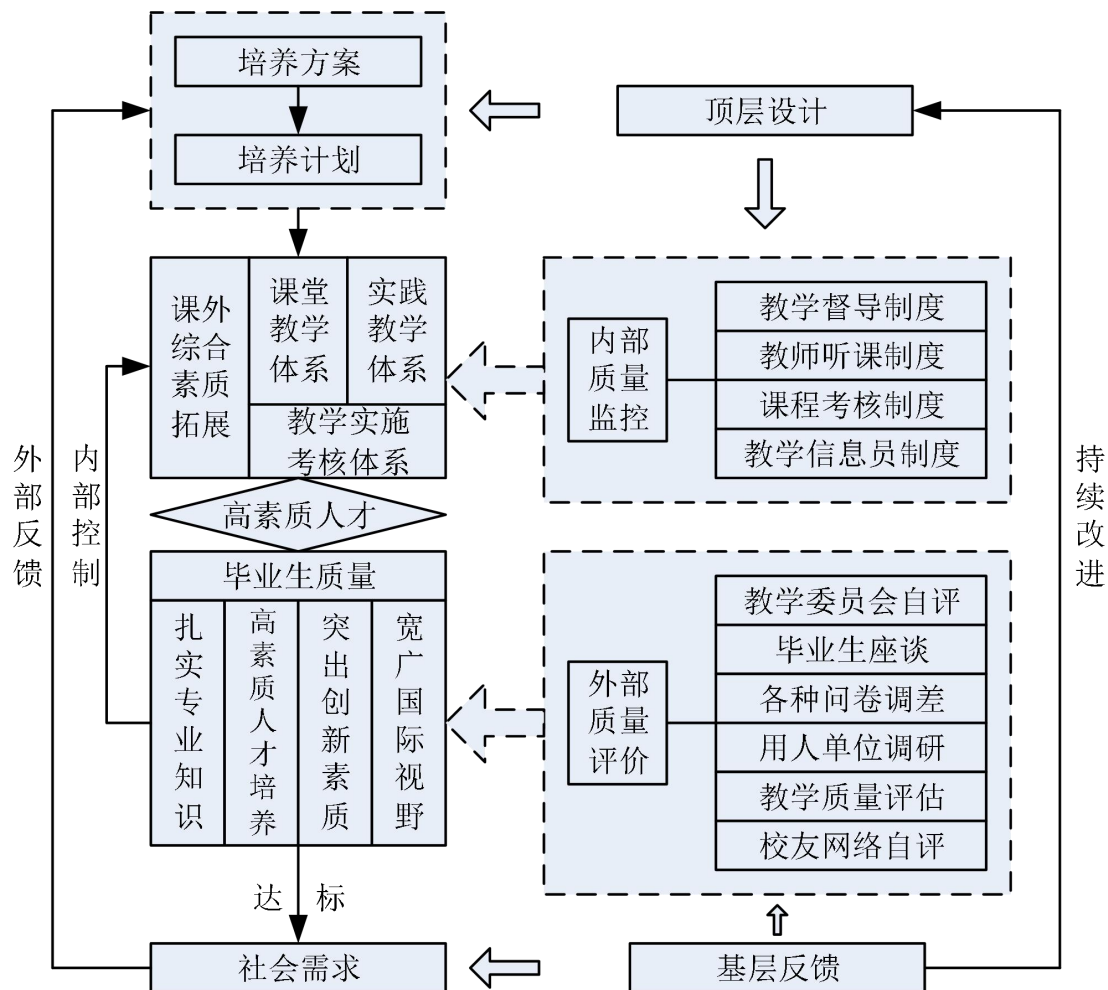 培养方案
培养计划
顶层设计
课外
综合
素质
拓展
课堂
教学
体系
实践
教学
体系
教学实施
考核体系
内部
质量
监控
教学督导制度
教师听课制度
课程考核制度
教学信息员制度
外部反馈
内部控制
持续改进
高素质人才
毕业生质量
扎实专业知识
高素质人才培养
突出创新素质
宽广国际视野
外部
质量
评价
教学委员会自评
毕业生座谈
各种问卷调差
用人单位调研
教学质量评估
校友网络自评
达 标
社会需求
基层反馈